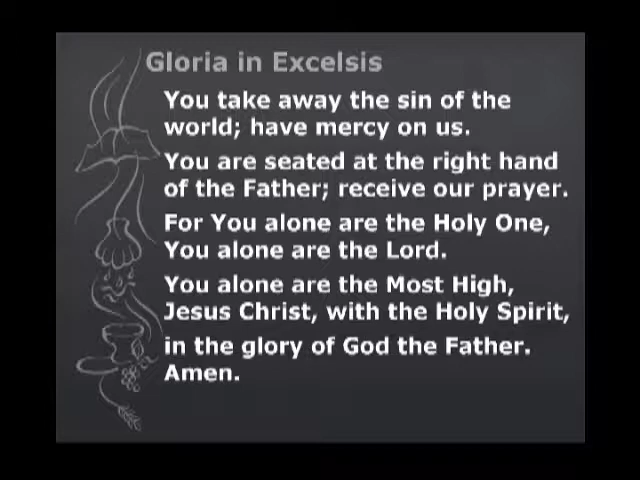 Gloria in Excelsis
You take away the sin of the
world; have mercy on us.
You are seated at the right hand
of the Father; receive our prayer.
For You alone are the Holy One,
You alone are the Lord.
You alone are the Most High,
Jesus Christ, with the Holy Spirit,
in the glory of God the Father.
Amen.